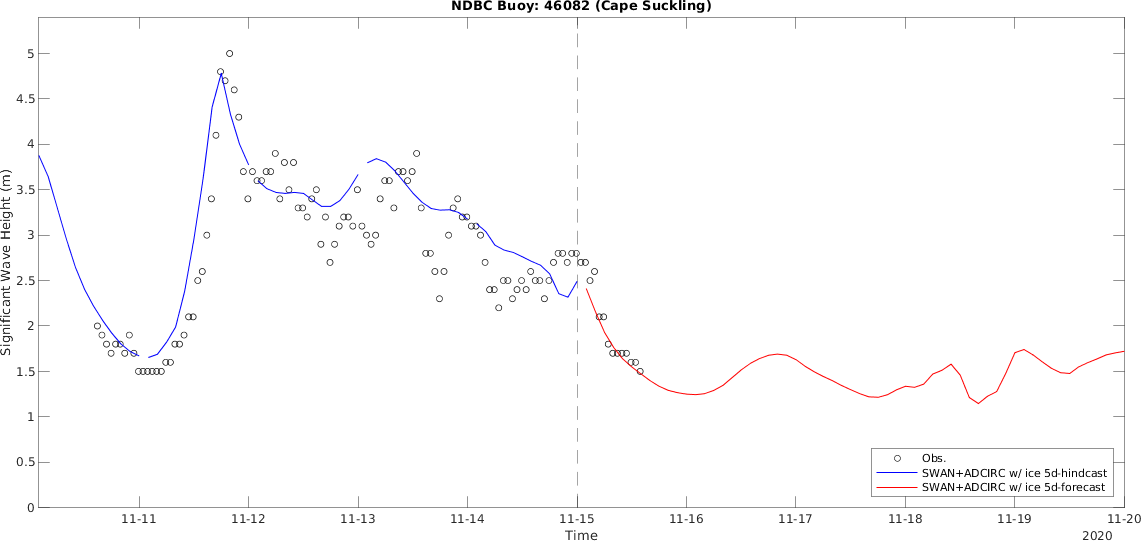 NDBC Buoy: 46082 (Cape Suckling)
Significant Wave Height (m)
5
4.5
4
3.5
3
2.5
2
1.5
1
0.5
0
11-11 11-12 11-13 11-14 11-15 11-16 11-17 11-18 11-19 11-20
Time
2020
Obs.
SWAN+ADCIRC w/ ice 5d-hindcast
SWAN+ADCIRC w/ ice 5d-forecast